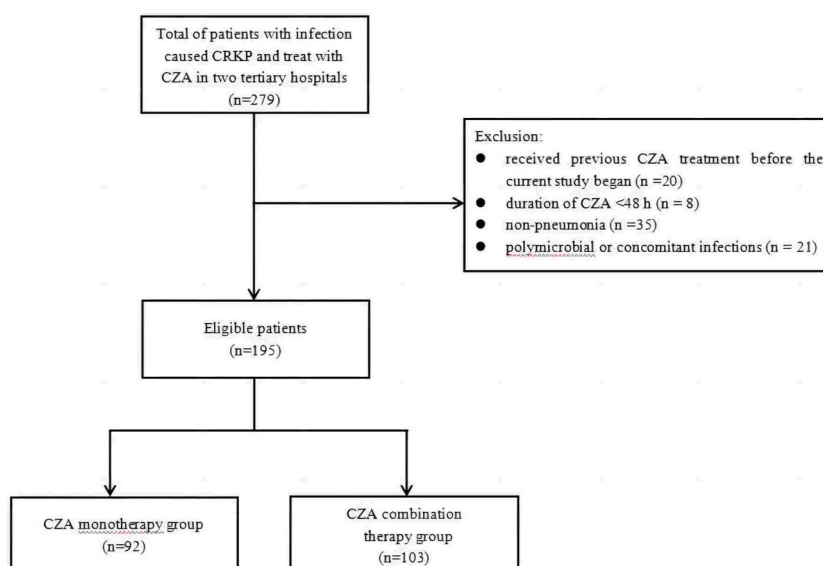 Total of patients with infection
caused CRKP and treat with
CZA in two tertiary hospitals
(n=279)
Exclusion:
● received previous CZA treatment before the
current study began (n =20)
● duration of CZA <48 h (n = 8)
● non-pneumonia (n =35)
● polymicrobial or concomitant infections (n = 21)
Eligible patients
(n=195)
CZA monotherapy group
(n=92)
CZA combination
therapy group
(n=103)